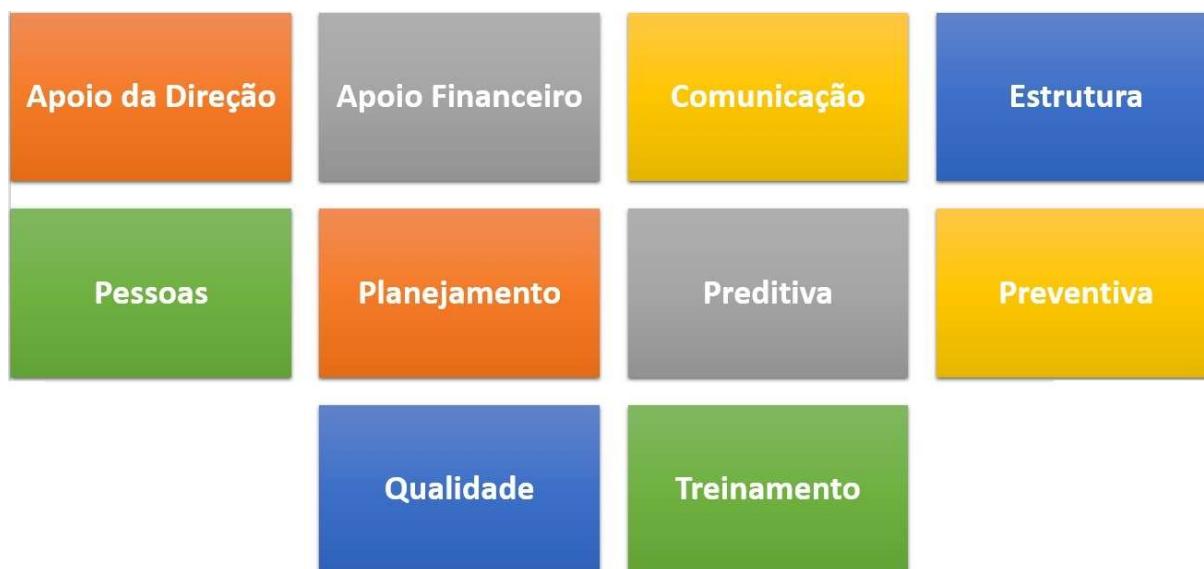 Apoio da Direção
Apoio Financeiro
Comunicação
Estrutura
Pessoas
Planejamento
Preditiva
Preventiva
Qualidade
Treinamento